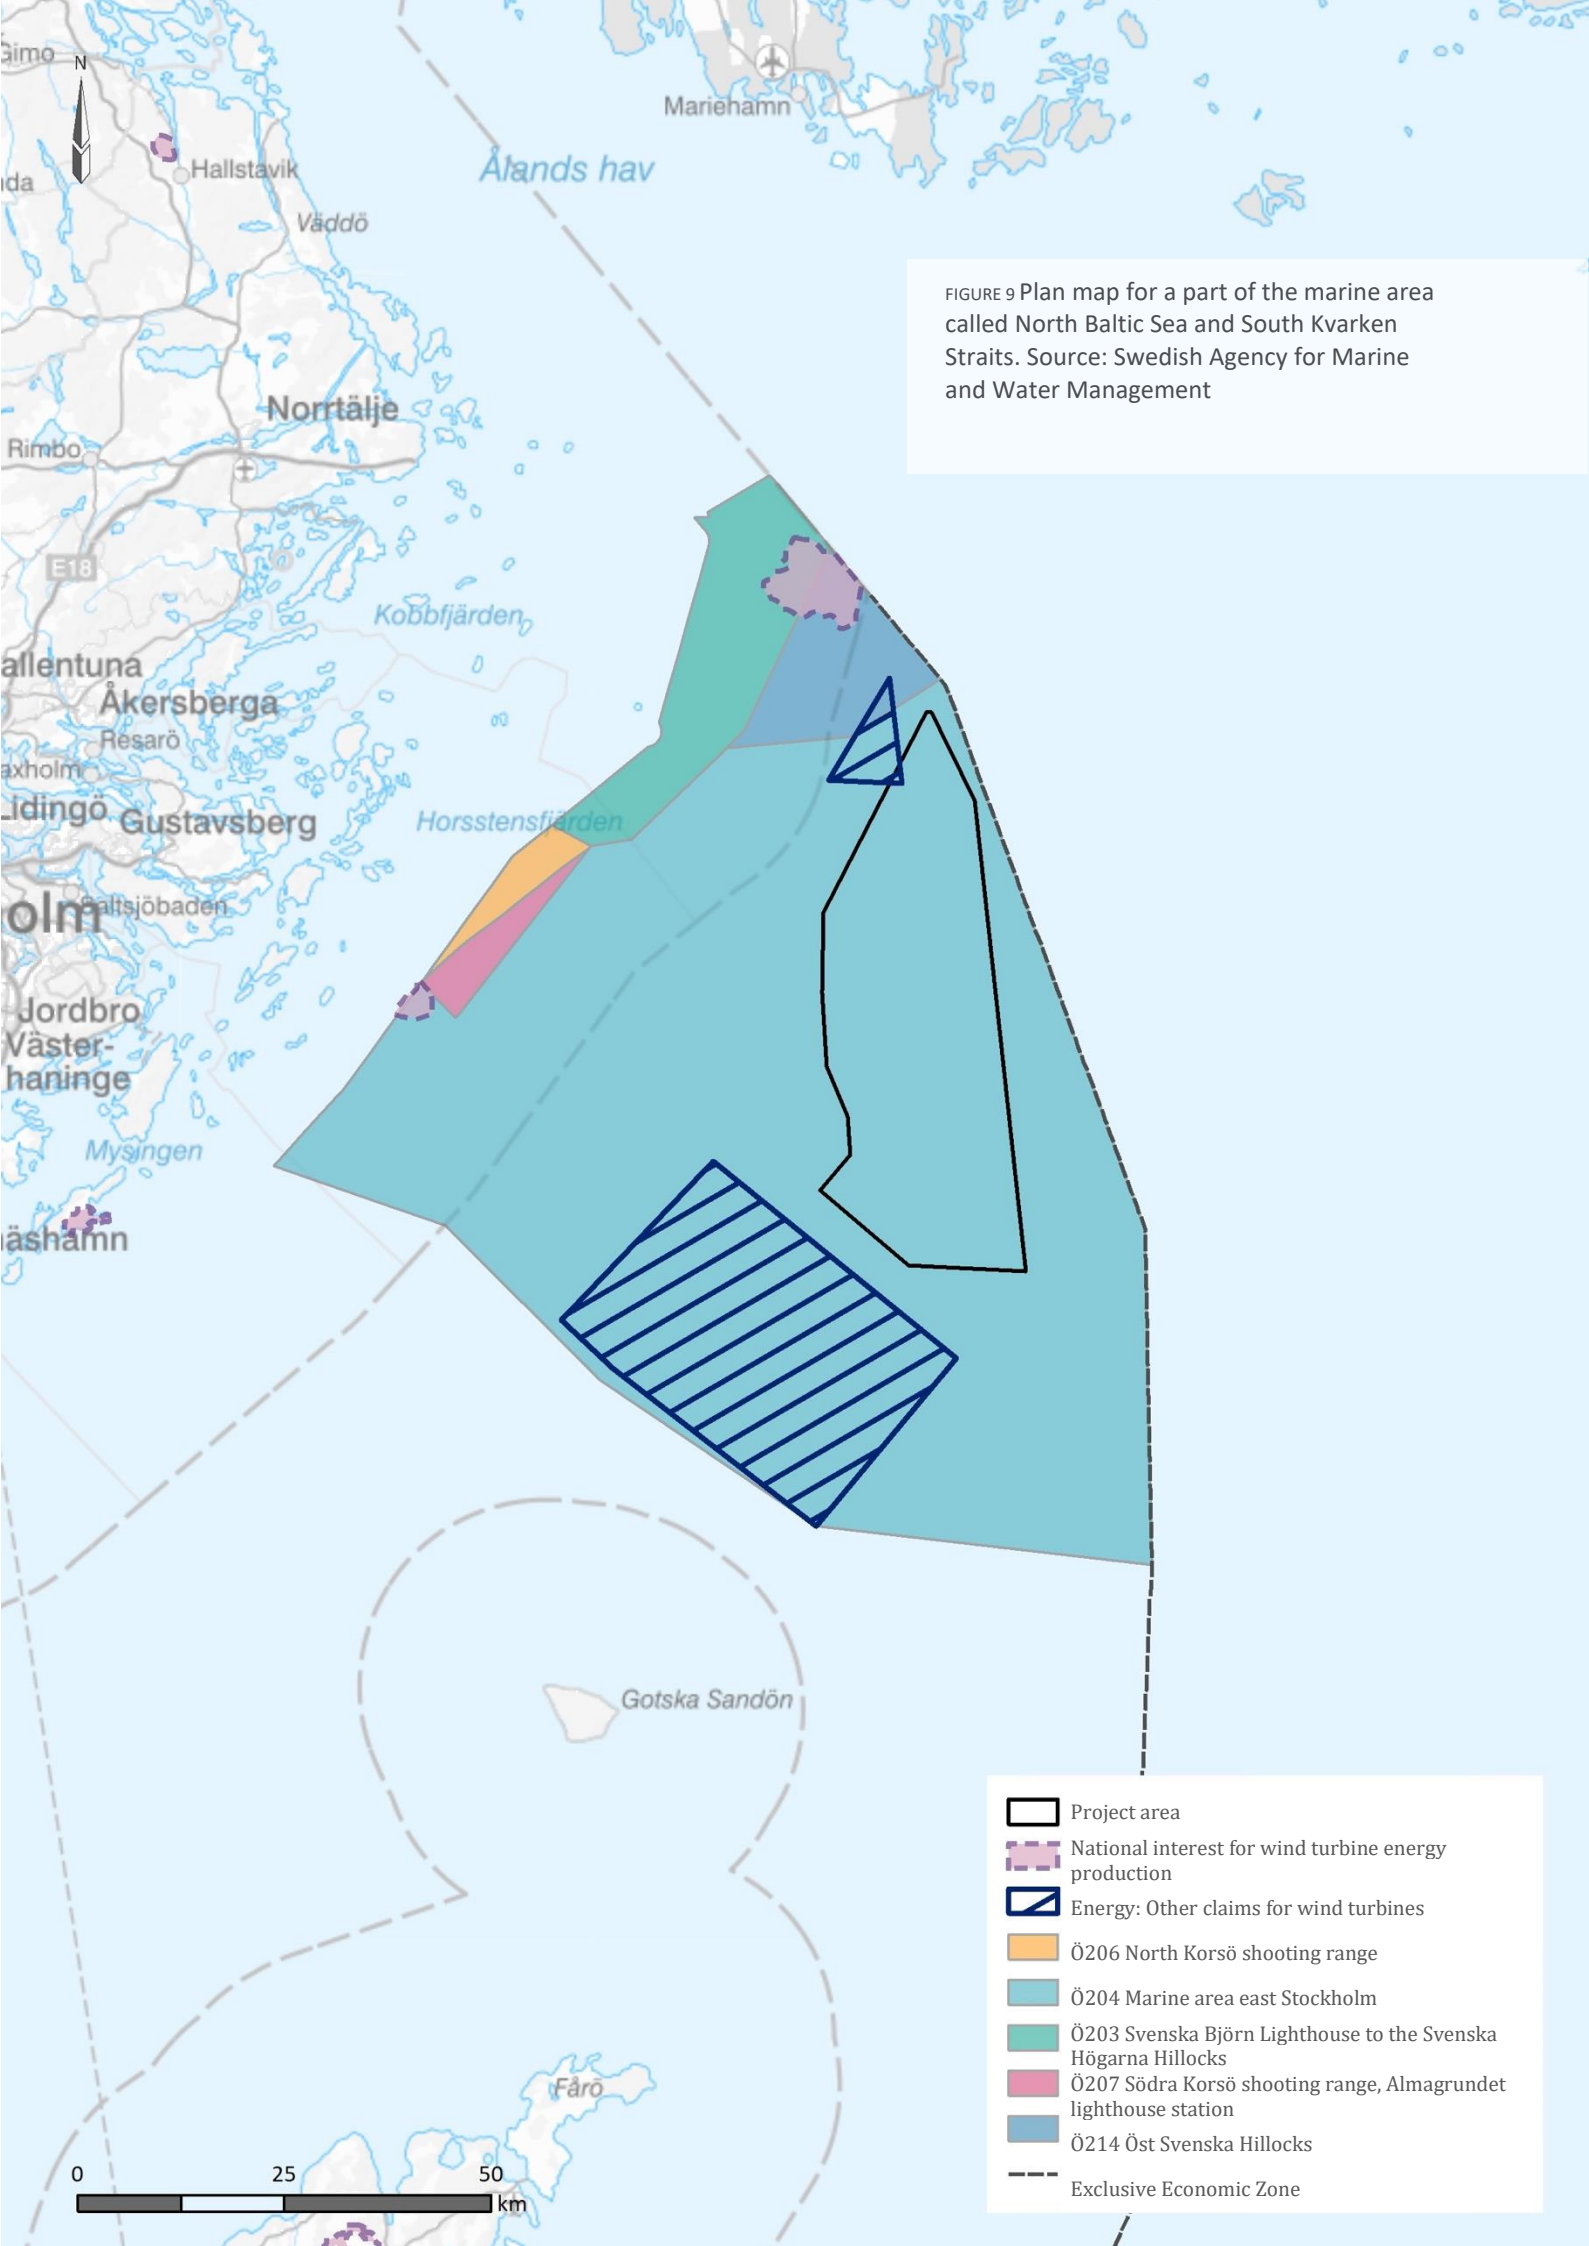 Gimo
N
Mariehamn
Hallstavik
Ålands hav
da
Väddö
FIGURE 9 Plan map for a part of the marine area
called North Baltic Sea and South Kvarken
Straits. Source: Swedish Agency for Marine
and Water Management
Norrtälje
Rimbo
E18
Kobbfjärden
allentuna
Åkersberga
Resarö
axholm
Lidingö
Gustavsberg
Horsstensfjärden
olm
altsjöbaden
Jordbro
Väster-
haninge
Mysingen
äshamn
Gotska Sandön
Project area
National interest for wind turbine energy
production
Energy: Other claims for wind turbines
Ö206 North Korsö shooting range
Ö204 Marine area east Stockholm
Ö203 Svenska Björn Lighthouse to the Svenska
Högarna Hillocks
Ö207 Södra Korsö shooting range, Almagrundet
lighthouse station
Ö214 Öst Svenska Hillocks
Exclusive Economic Zone
Fårö
0 25 50
km